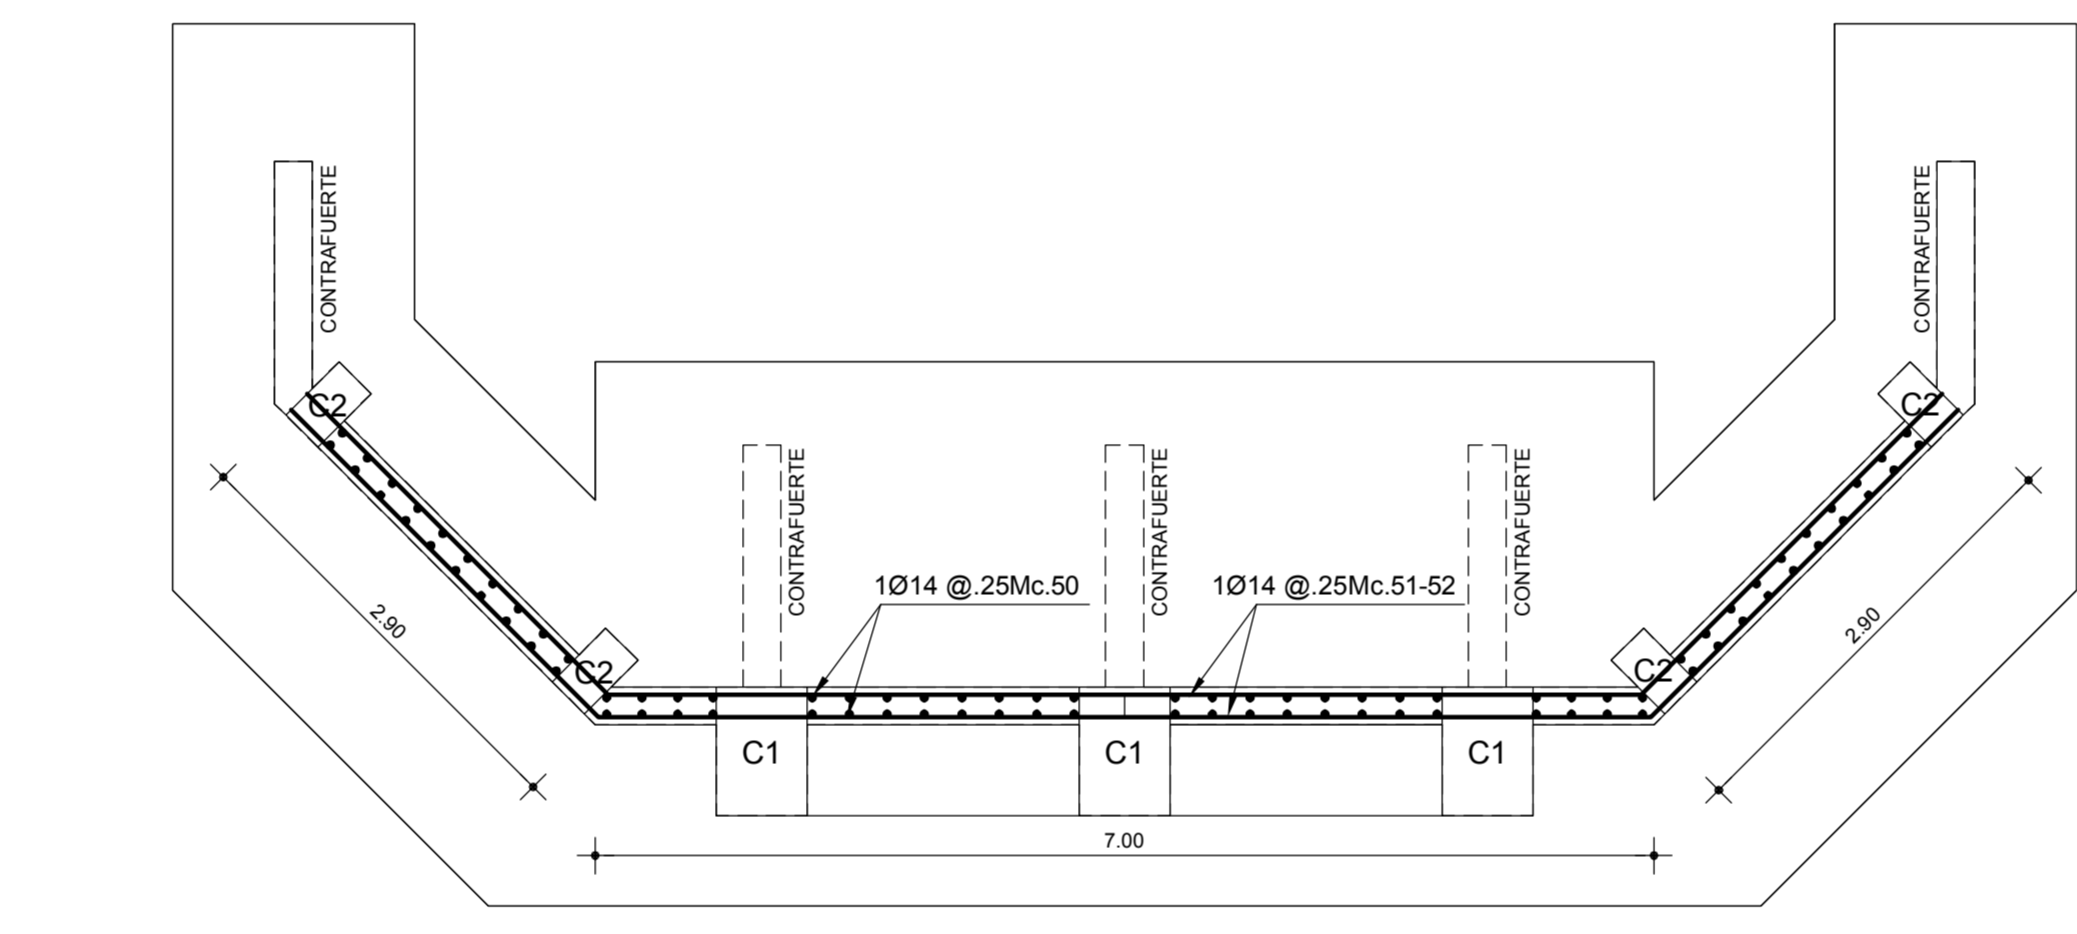 CONTRAFUERTE
CONTRAFUERTE
C2
C2
CONTRAFUERTE
CONTRAFUERTE
CONTRAFUERTE
1Ø14 @.25Mc.50
1Ø14 @.25Mc.51-52
2.90
2.90
C2
C2
C1
C1
C1
7.00